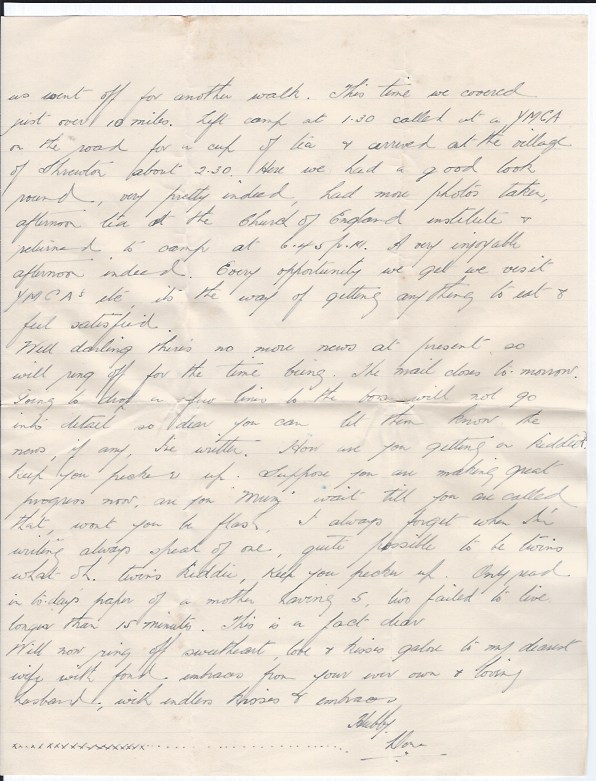 us went off for another walk. This time we covered
just over 10 miles. Left camp at 1.30 called at a YMCA
on the road for a cup of tea & arrived at the village
of Shrewton about 2.30. Here we had a good look
round, very pretty indeed, had more photos taken,
afternoon tea at the Church of England institute &
returned to camp at 6.45 p.m. A very enjoyable
afternoon indeed. Every opportunity we get we visit
YMCAs etc, it's the way of getting anything to eat &
feel satisfied.
Well darling theres no more news at present so
will ring off for the time being. The mail closes to-morrow.
Going to drop a few lines to the will not go
into detail so dear you can let them know the
news, if any, I've written. How are you getting on Kiddie,
keep you pecker up. Suppose you are making great
progress now, are you "Mum" wait till you are called
that, wont you be flash, I always forget when I'm
writing always speak of one, quite possible to be twins
what oh. twins Kiddie, keep you pecker up. Only read
in to-days paper of a mother having 5, two failed to live
longer than 15 minutes. This is a fact dear
Will now ring off sweetheart love & kisses galore to my dearest
wife with fond embraces from your ever own & loving
husband, with endless kisses & embraces
Hubby.